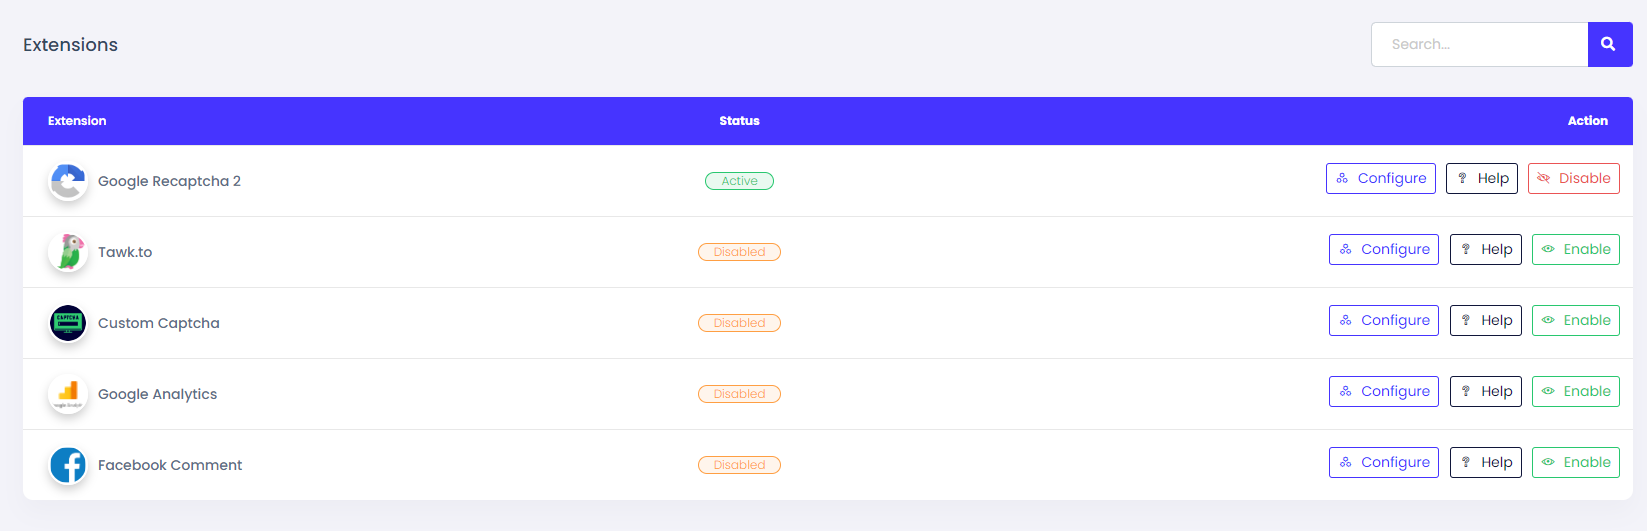 Extensions
Search...
Extension Status Action
Google Recaptcha 2 Active Configure Help Disable
Tawk.to Disabled Configure Help Enable
CAPTCHA
Custom Captcha Disabled Configure Help Enable
Google Analytics Disabled Configure Help Enable
Facebook Comment Disabled Configure Help Enable